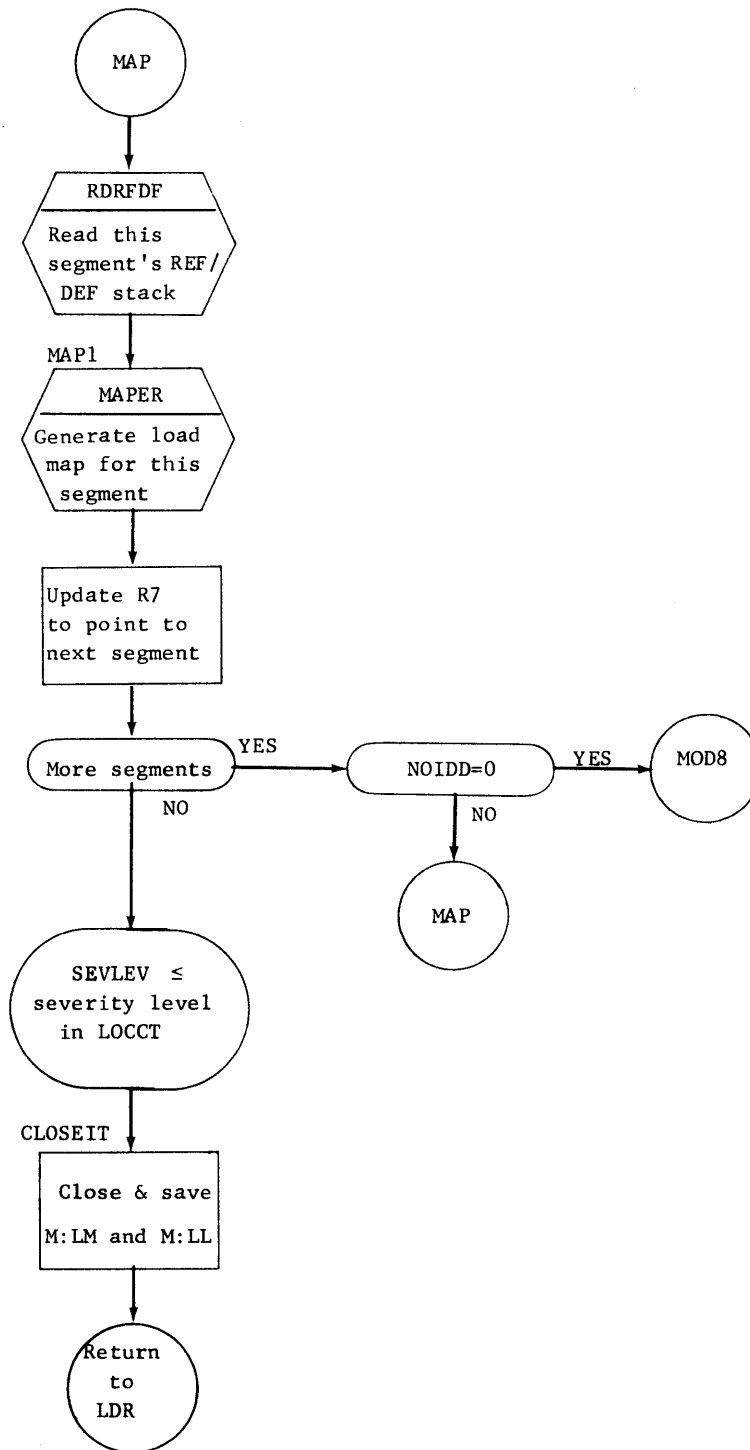 MAP
RDRFDF
Read this
segment's REF/
DEF stack
MAP1
MAPER
Generate load
map for this
segment
Update R7
to point to
next segment
More segments
YES
NO
NOIDD=0
YES
NO
MOD8
MAP
SEVLEV ≤
severity level
in LOCCT
CLOSEIT
Close & save
M:LM and M:LL
Return
to
LDR